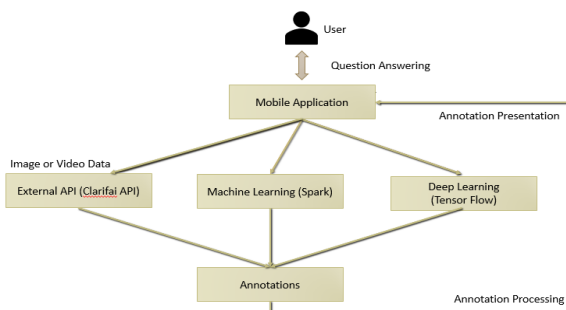 User
Question Answering
Mobile Application
Annotation Presentation
Image or Video Data
External API (Clarifai API)
Machine Learning (Spark)
Deep Learning
(Tensor Flow)
Annotations
Annotation Processing